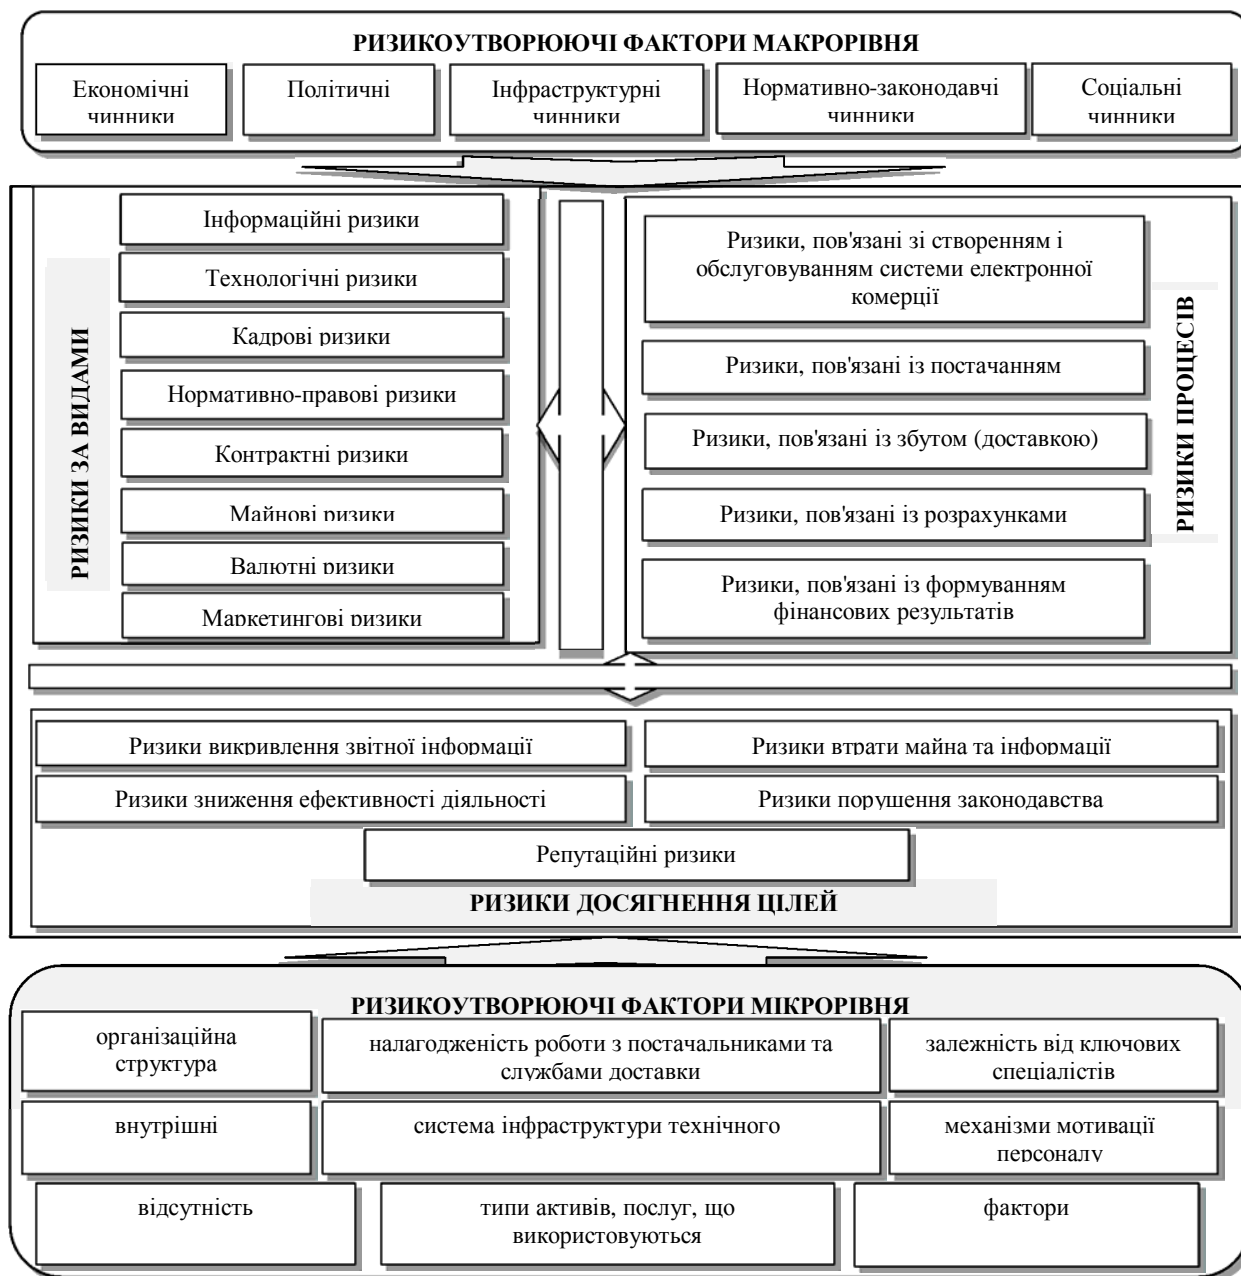 РИЗИКОУТВОРЮЮЧІ ФАКТОРИ МАКРОРІВНЯ
Економічні
чинники
Політичні
Інфраструктурні
чинники
Нормативно-законодавчі
чинники
Соціальні
чинники
РИЗИКИ ЗА ВИДАМИ
Інформаційні ризики
Технологічні ризики
Кадрові ризики
Нормативно-правові ризики
Контрактні ризики
Майнові ризики
Валютні ризики
Маркетингові ризики
Ризики, пов'язані зі створенням і
обслуговуванням системи електронної
комерції
Ризики, пов'язані із постачанням
Ризики, пов'язані із збутом (доставкою)
Ризики, пов'язані із розрахунками
Ризики, пов'язані із формуванням
фінансових результатів
РИЗИКИ ПРОЦЕСІВ
Ризики викривлення звітної інформації
Ризики втрати майна та інформації
Ризики зниження ефективності діяльності
Ризики порушення законодавства
Репутаційні ризики
РИЗИКИ ДОСЯГНЕННЯ ЦІЛЕЙ
РИЗИКОУТВОРЮЮЧІ ФАКТОРИ МІКРОРІВНЯ
організаційна
структура
налагодженість роботи з постачальниками та
службами доставки
залежність від ключових
спеціалістів
внутрішні
система інфраструктури технічного
механізми мотивації
персоналу
відсутність
типи активів, послуг, що
використовуються
фактори